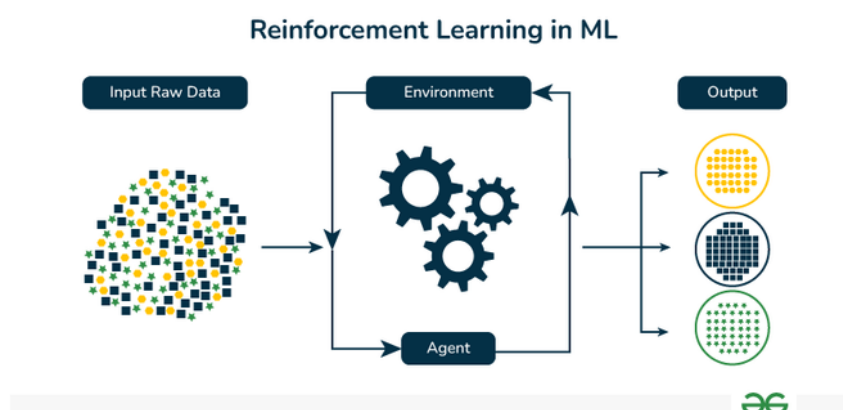 Reinforcement Learning in ML
Input Raw Data
Environment
Output
Agent